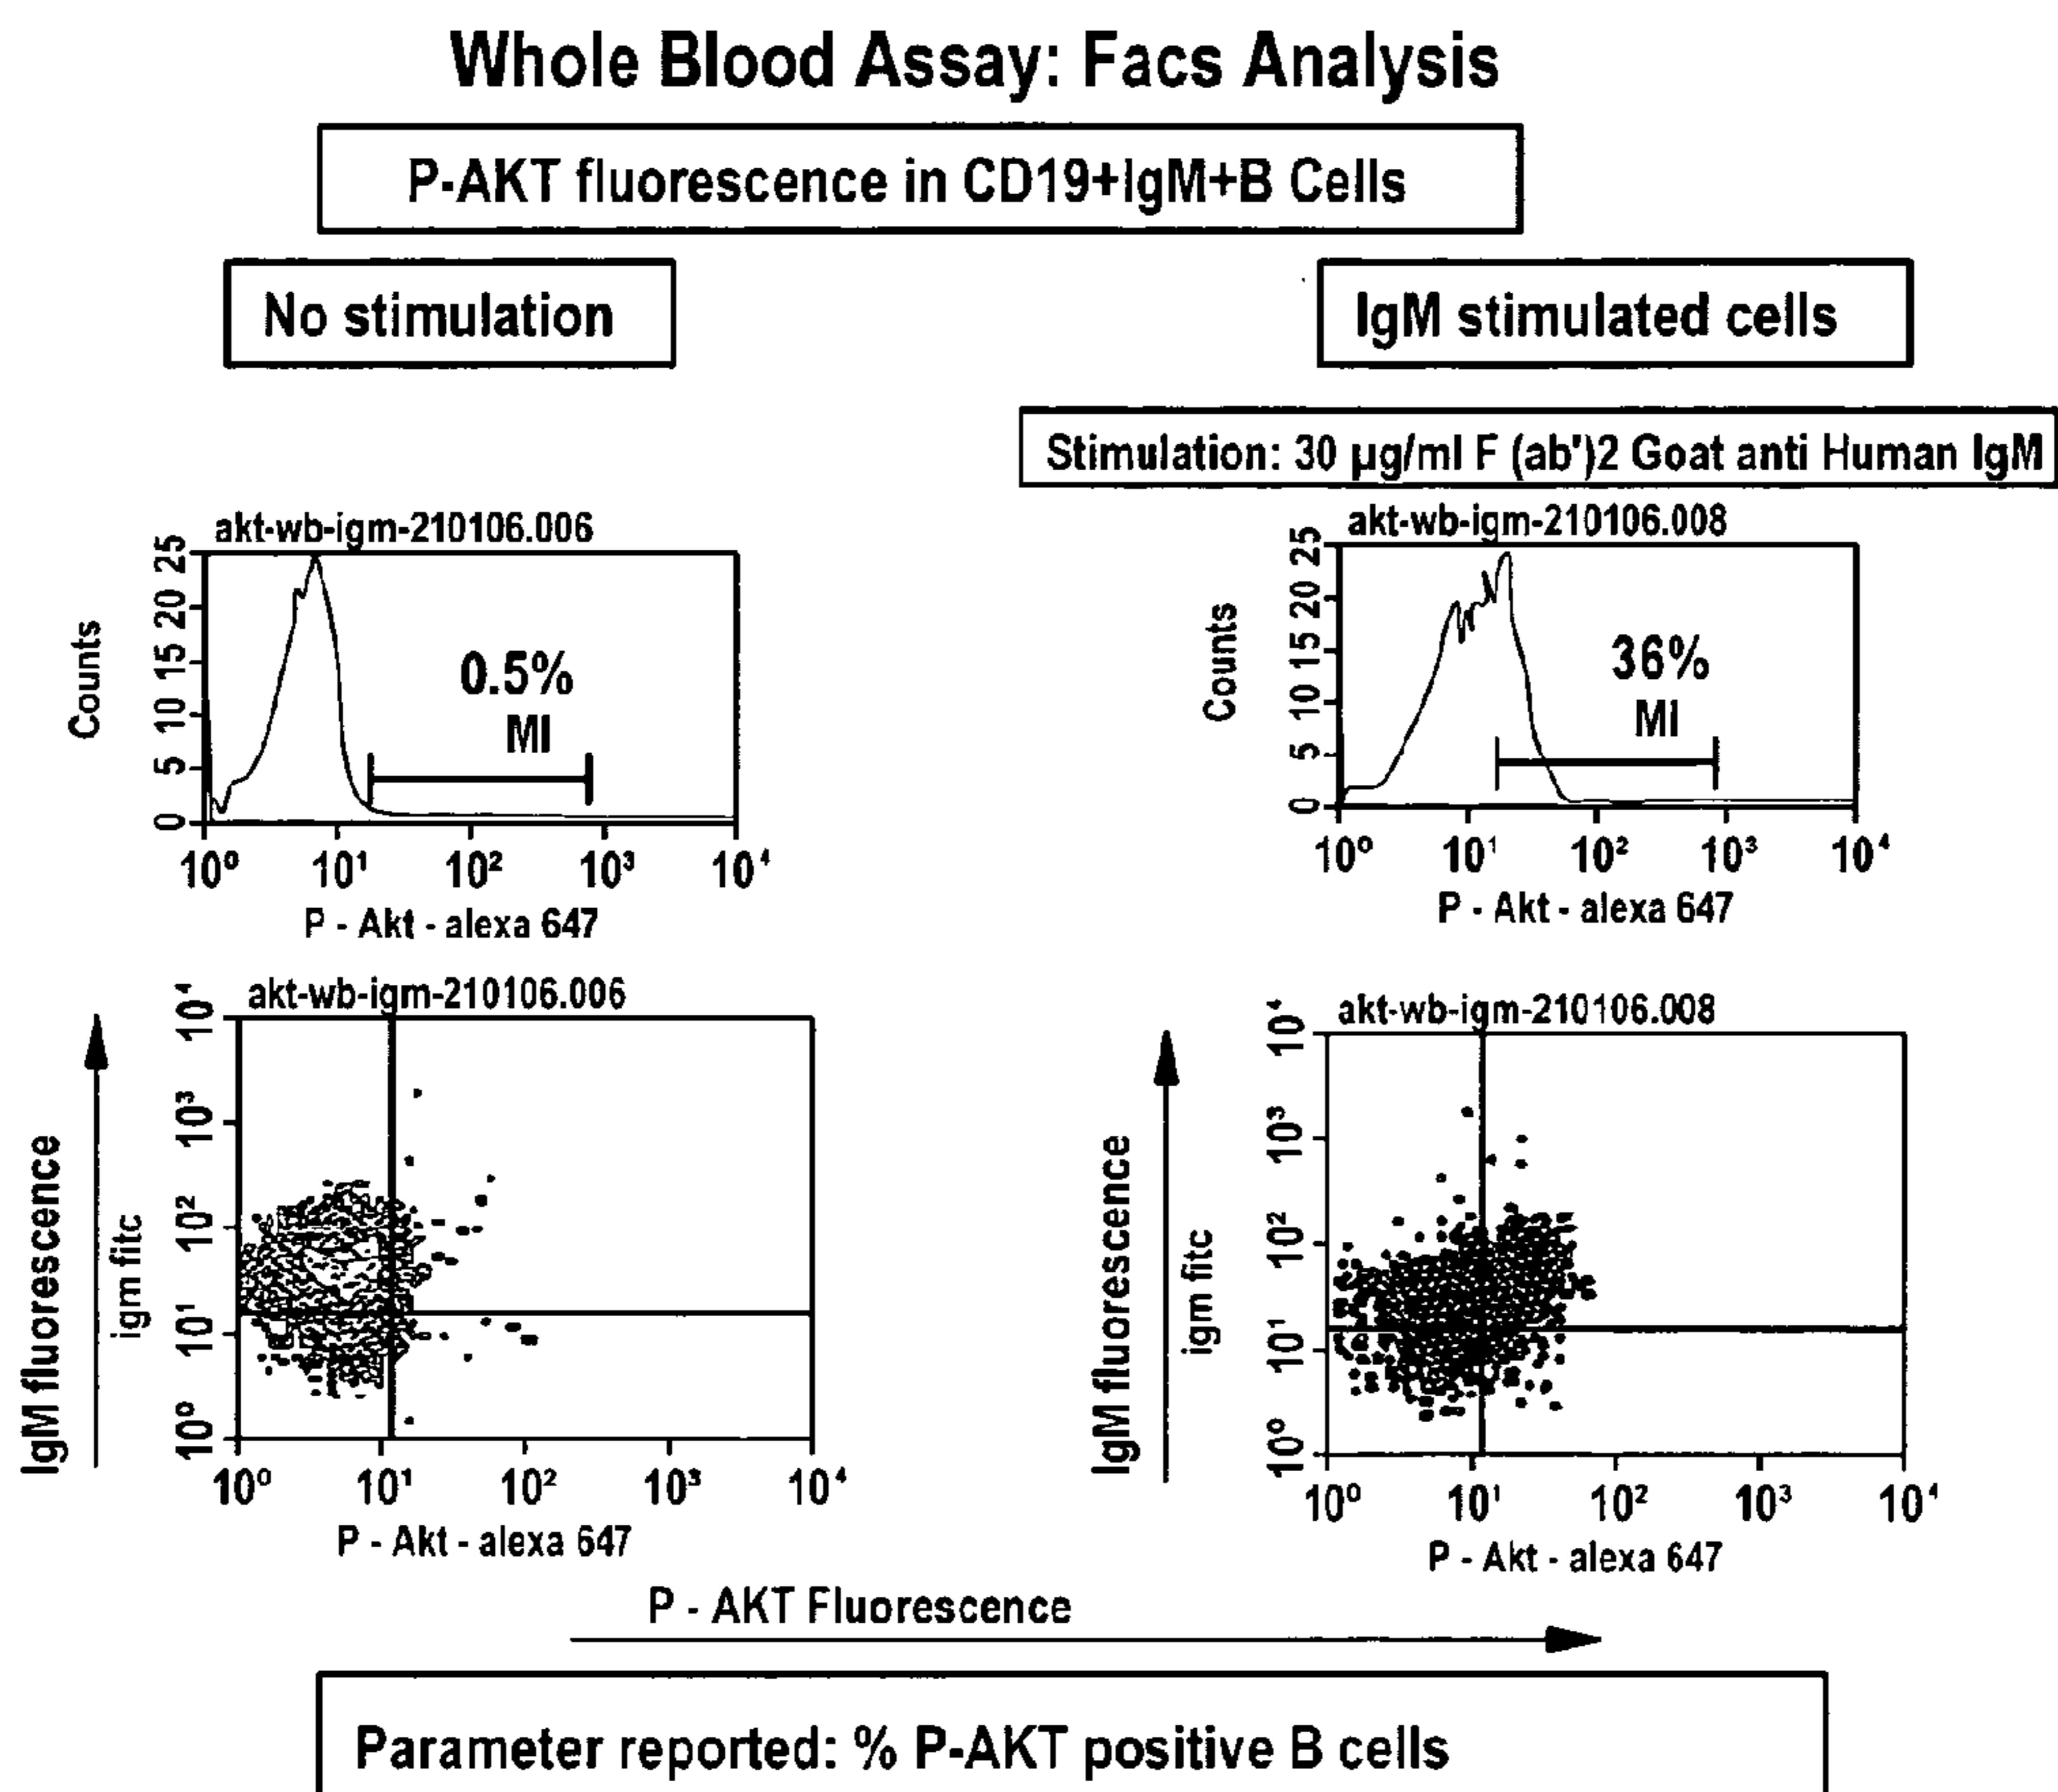 Whole Blood Assay: Facs Analysis
P-AKT fluorescence in CD19+IgM+B Cells
No stimulation
IgM stimulated cells
Stimulation: 30 µg/ml F (ab')2 Goat anti Human IgM
akt-wb-igm-210106.006
Counts
25
20
15
10
5
0
0.5%
MI
10⁰ 10¹ 10² 10³ 10⁴
P - Akt - alexa 647
akt-wb-igm-210106.008
Counts
25
20
15
10
5
0
36%
MI
10⁰ 10¹ 10² 10³ 10⁴
P - Akt - alexa 647
akt-wb-igm-210106.006
IgM fluorescence
igm fitc
10⁴
10³
10²
10¹
10⁰
10⁰ 10¹ 10² 10³ 10⁴
P - Akt - alexa 647
akt-wb-igm-210106.008
IgM fluorescence
igm fitc
10⁴
10³
10²
10¹
10⁰
10⁰ 10¹ 10² 10³ 10⁴
P - Akt - alexa 647
P - AKT Fluorescence
Parameter reported: % P-AKT positive B cells